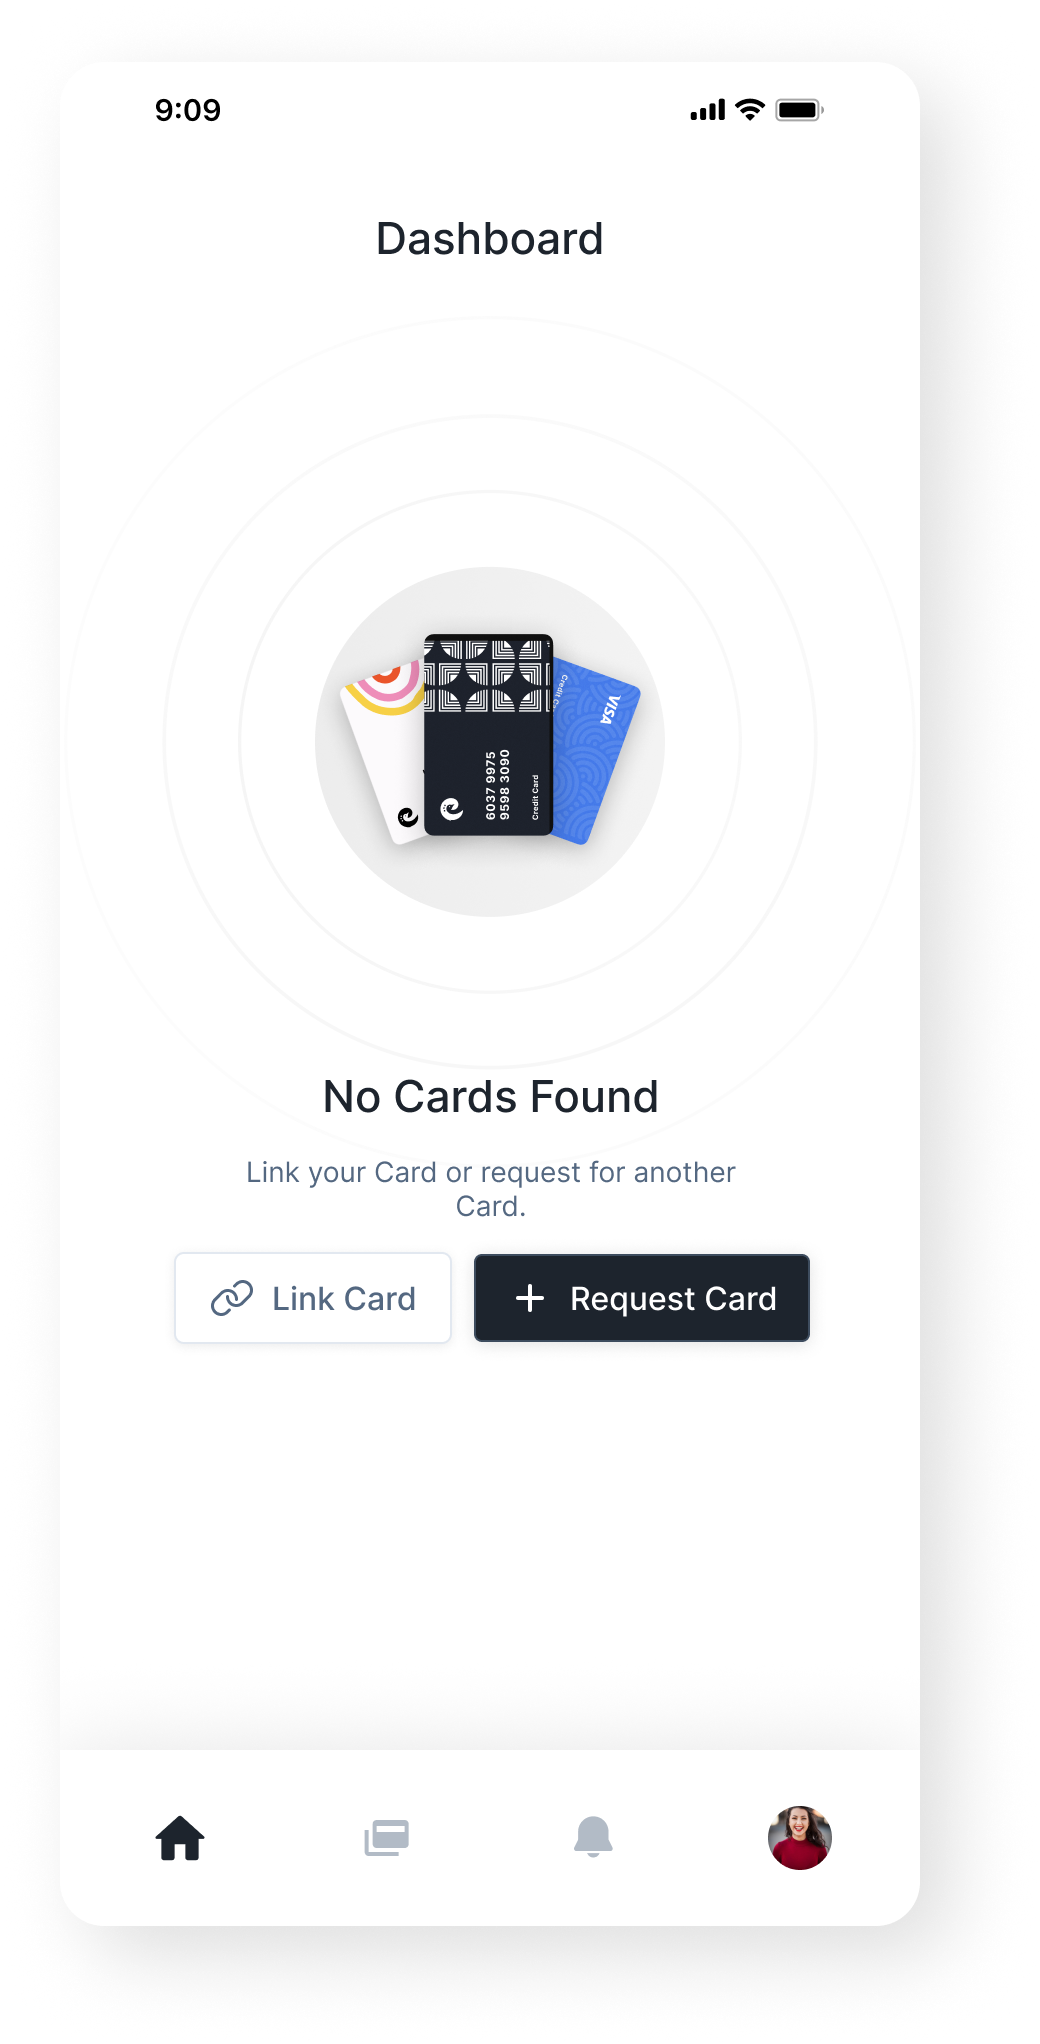 9:09
Dashboard
VISA
6037 9975
9598 3090
Credit Card
No Cards Found
Link your Card or request for another
Card.
Link Card
Request Card